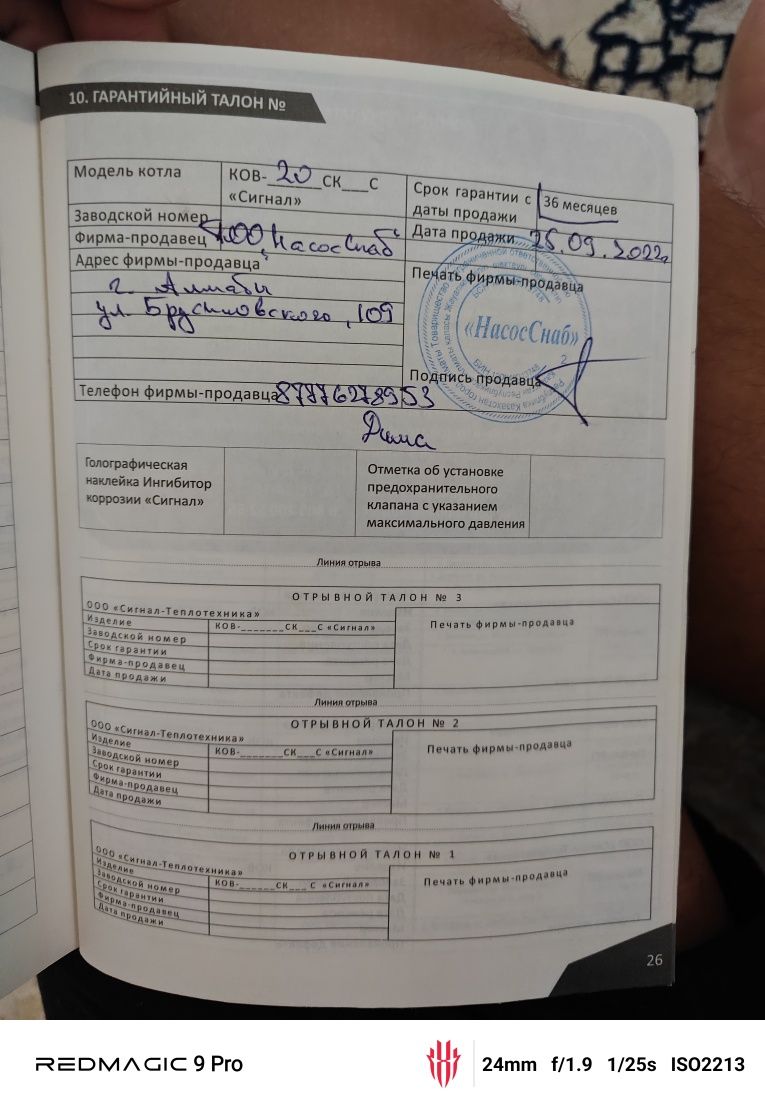 10. ГАРАНТИЙНЫЙ ТАЛОН №
Модель котла
КОВ- 20 СК___С
«Сигнал»
Срок гарантии с
даты продажи
36 месяцев
Заводской номер
Дата продажи 25.09.2022г
Фирма-продавец ТОО „НасосСнаб"
Адрес фирмы-продавца
г. Алматы
ул. Брусиловского, 109
Печать фирмы-продавца
«НасосСнаб»
Подпись продавца
Телефон фирмы-продавца 87776278953
Дима
Голографическая
наклейка Ингибитор
коррозии «Сигнал»
Отметка об установке
предохранительного
клапана с указанием
максимального давления
Линия отрыва
ОТРЫВНОЙ ТАЛОН № 3
ООО «Сигнал-Теплотехника»
Изделие
КОВ-_______СК___С «Сигнал»
Печать фирмы-продавца
Заводской номер
Срок гарантии
Фирма-продавец
Дата продажи
Линия отрыва
ОТРЫВНОЙ ТАЛОН № 2
ООО «Сигнал-Теплотехника»
Изделие
КОВ-_______СК___С «Сигнал»
Печать фирмы-продавца
Заводской номер
Срок гарантии
Фирма-продавец
Дата продажи
Линия отрыва
ОТРЫВНОЙ ТАЛОН № 1
ООО «Сигнал-Теплотехника»
Изделие
КОВ-_______СК___ С «Сигнал»
Печать фирмы-продавца
Заводской номер
Срок гарантии
Фирма-продавец
Дата продажи
26
REDMAGIC 9 Pro
24mm f/1.9 1/25s ISO2213